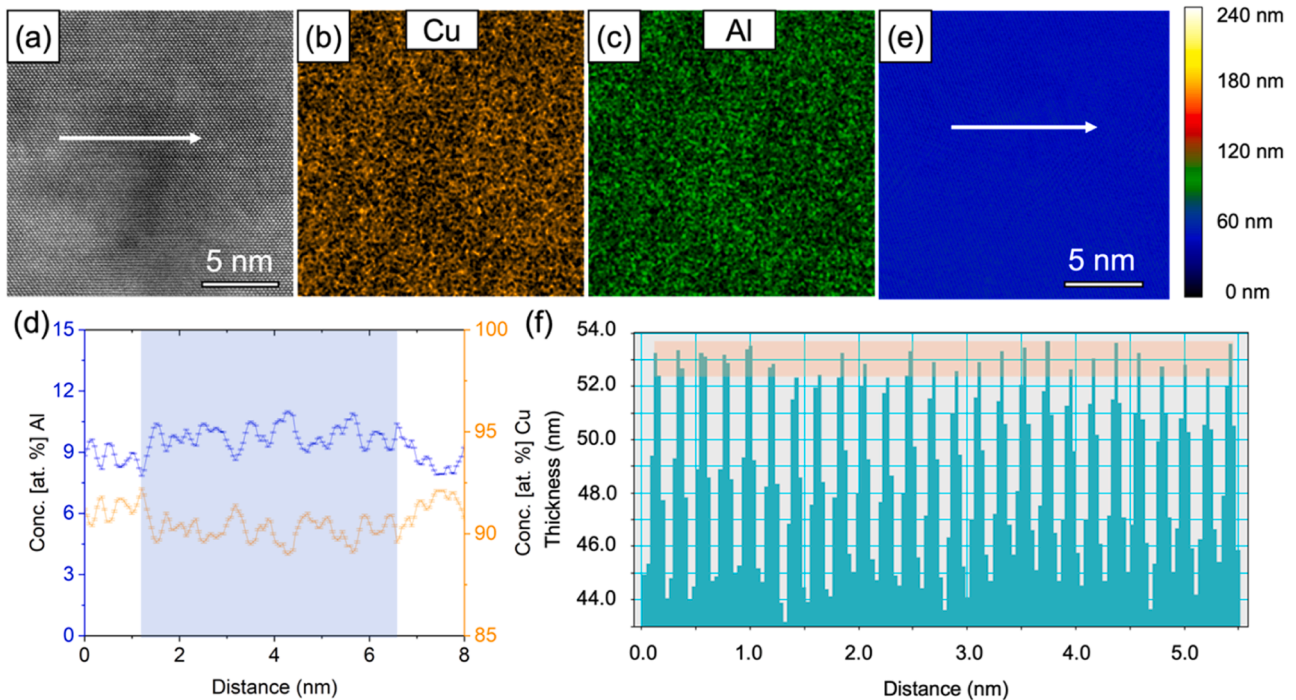 (a)
5 nm
(b)
Cu
(c)
Al
(e)
5 nm
240 nm
180 nm
120 nm
60 nm
0 nm
(d)
15
12
9
6
3
0
Conc. [at. %] Al
100
95
90
85
Conc. [at. %] Cu
0 2 4 6 8
Distance (nm)
(f)
54.0
52.0
50.0
48.0
46.0
44.0
Thickness (nm)
0.0 1.0 2.0 3.0 4.0 5.0
Distance (nm)